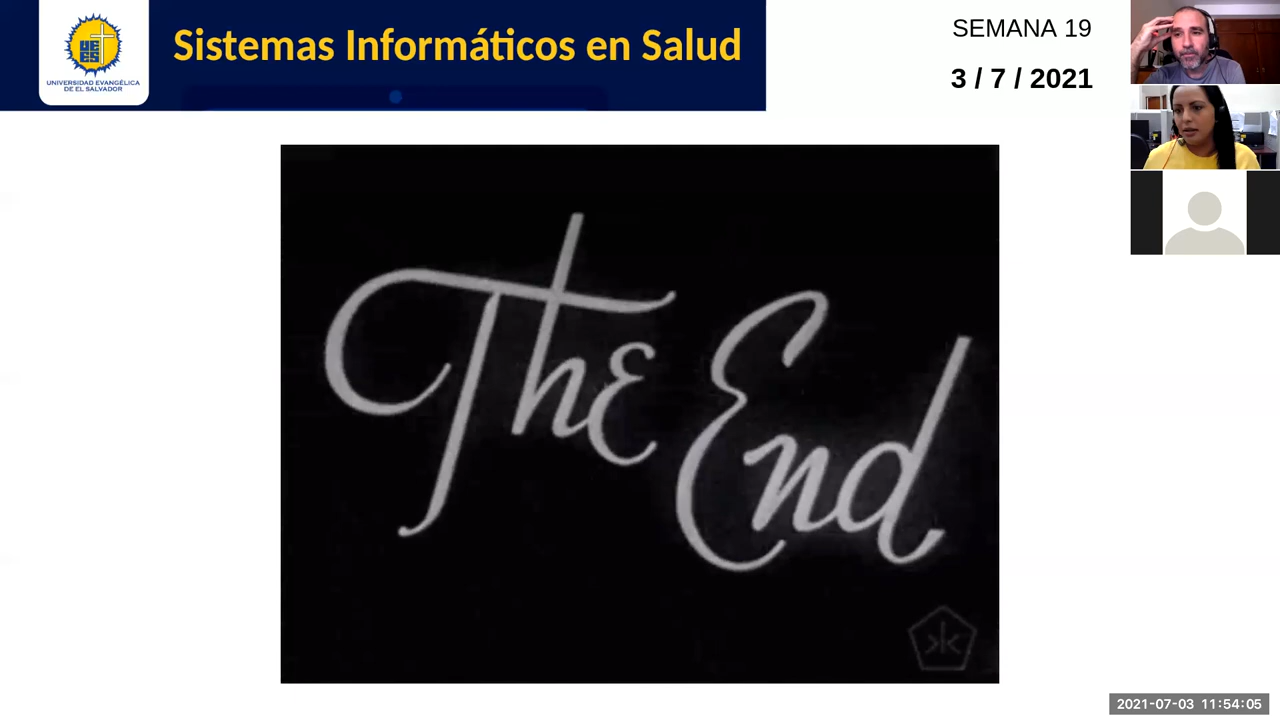 Sistemas Informáticos en Salud
UNIVERSIDAD EVANGÉLICA
DE EL SALVADOR
SEMANA 19
3 / 7 / 2021
The End
2021-07-03 11:54:05